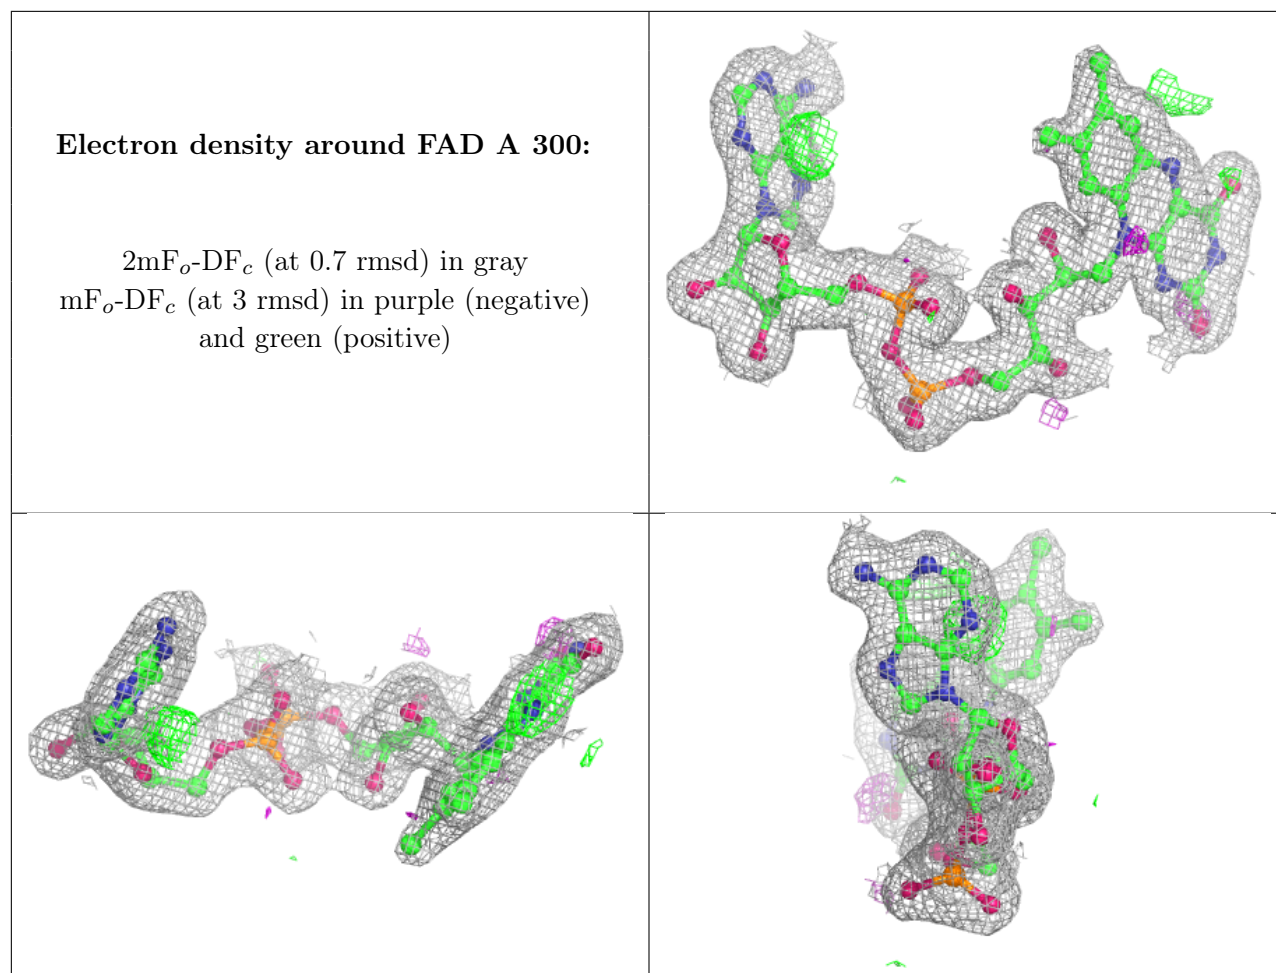 Electron density around FAD A 300:
2mFₒ-DF𝒸 (at 0.7 rmsd) in gray
mFₒ-DF𝒸 (at 3 rmsd) in purple (negative)
and green (positive)